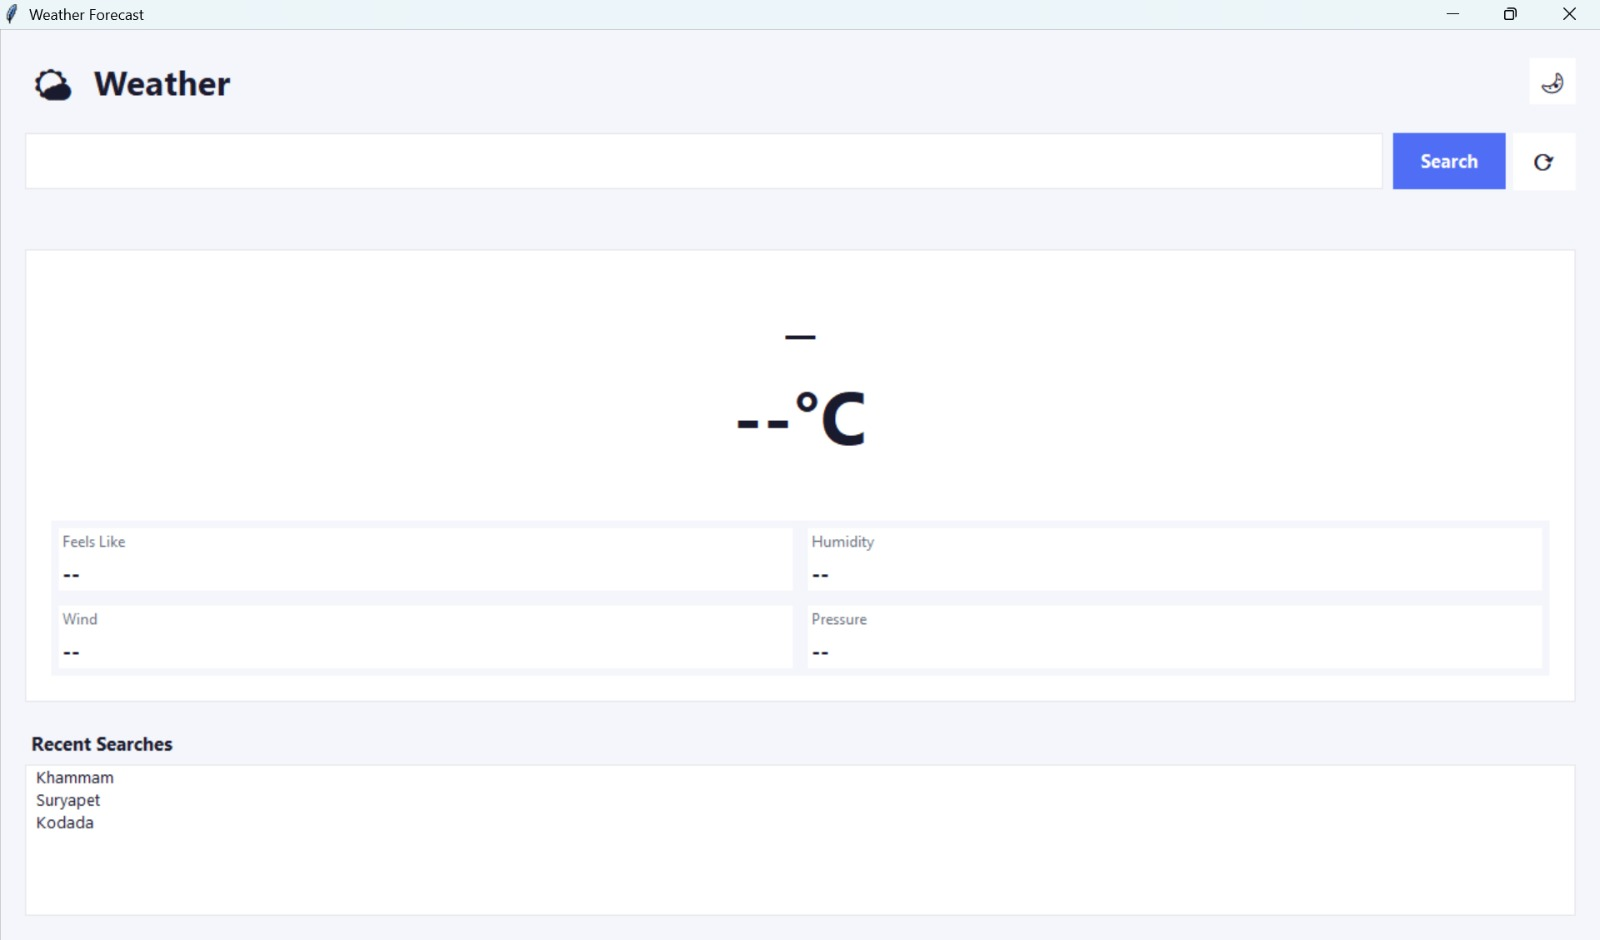 Weather Forecast
Weather
Search
—
--°C
Feels Like
--
Humidity
--
Wind
--
Pressure
--
Recent Searches
Khammam
Suryapet
Kodada